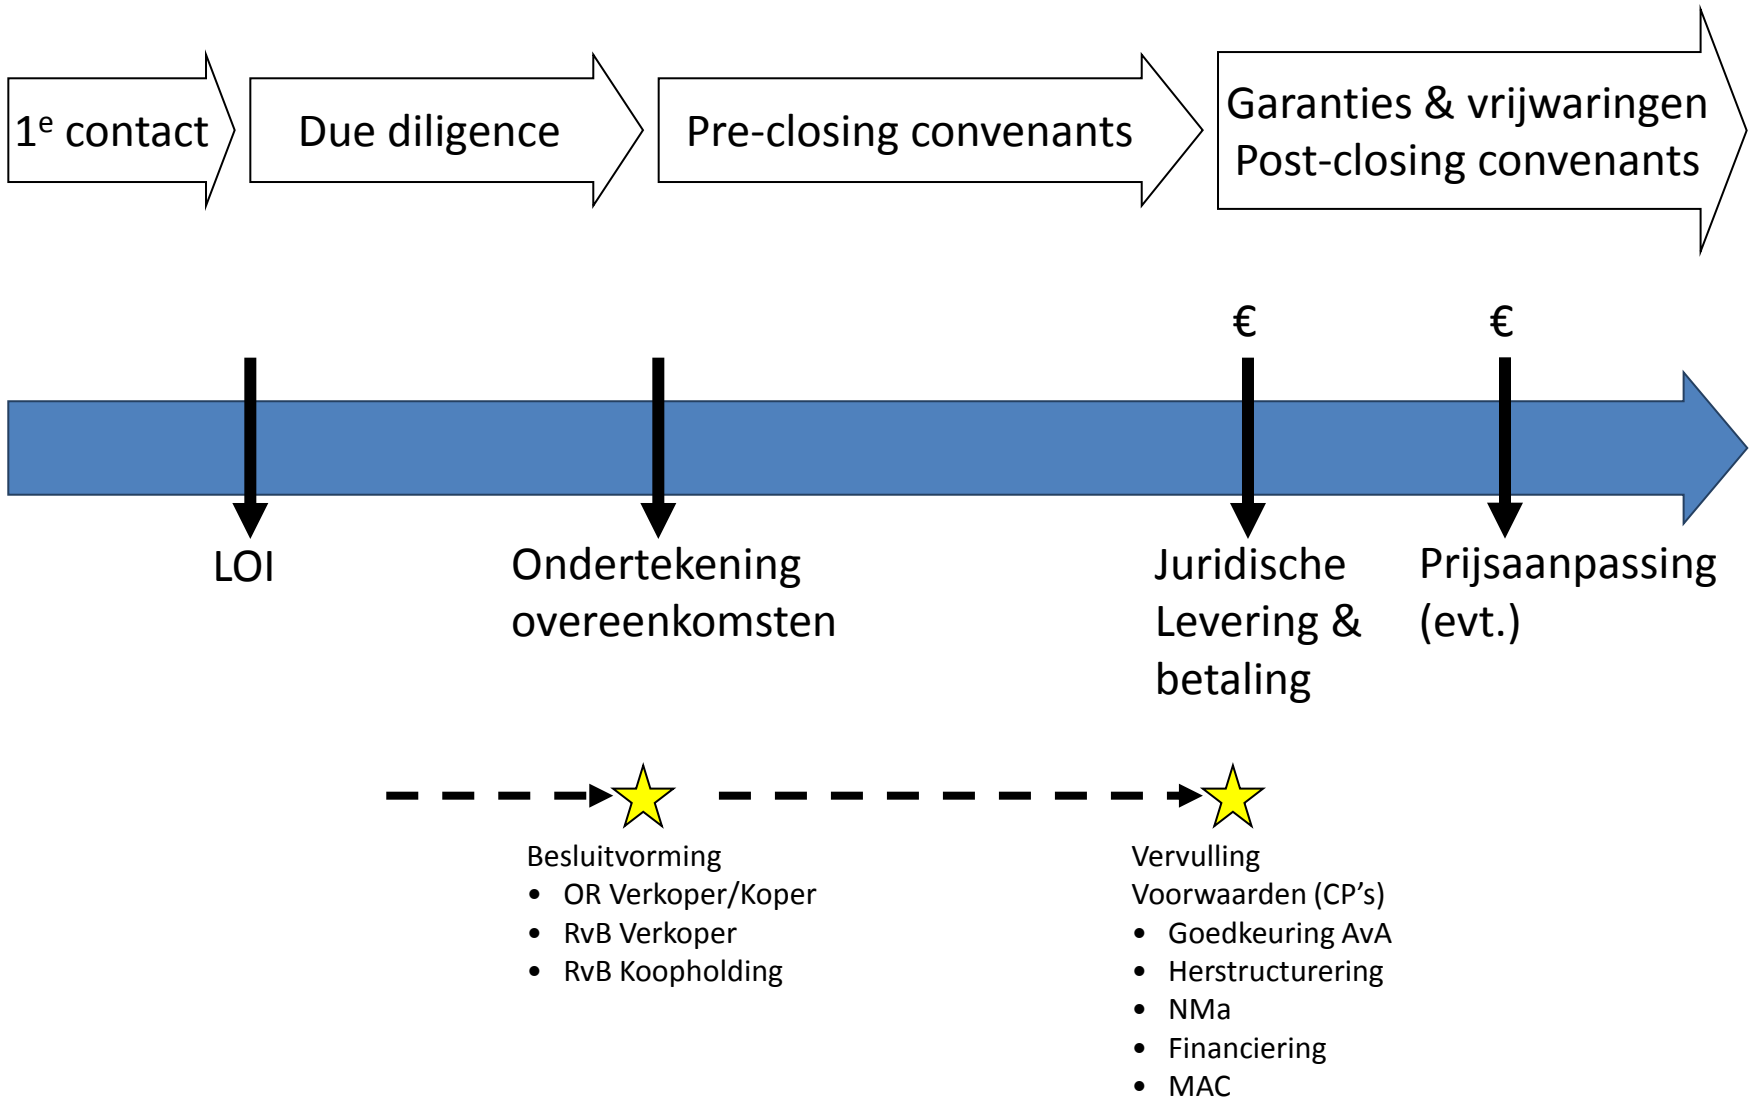 1e contact
Due diligence
Pre-closing convenants
Garanties & vrijwaringen
Post-closing convenants
€
€
LOI
Ondertekening
overeenkomsten
Juridische
Levering &
betaling
Prijsaanpassing
(evt.)
Besluitvorming
• OR Verkoper/Koper
• RvB Verkoper
• RvB Koopholding
Vervulling
Voorwaarden (CP’s)
• Goedkeuring AvA
• Herstructurering
• NMa
• Financiering
• MAC